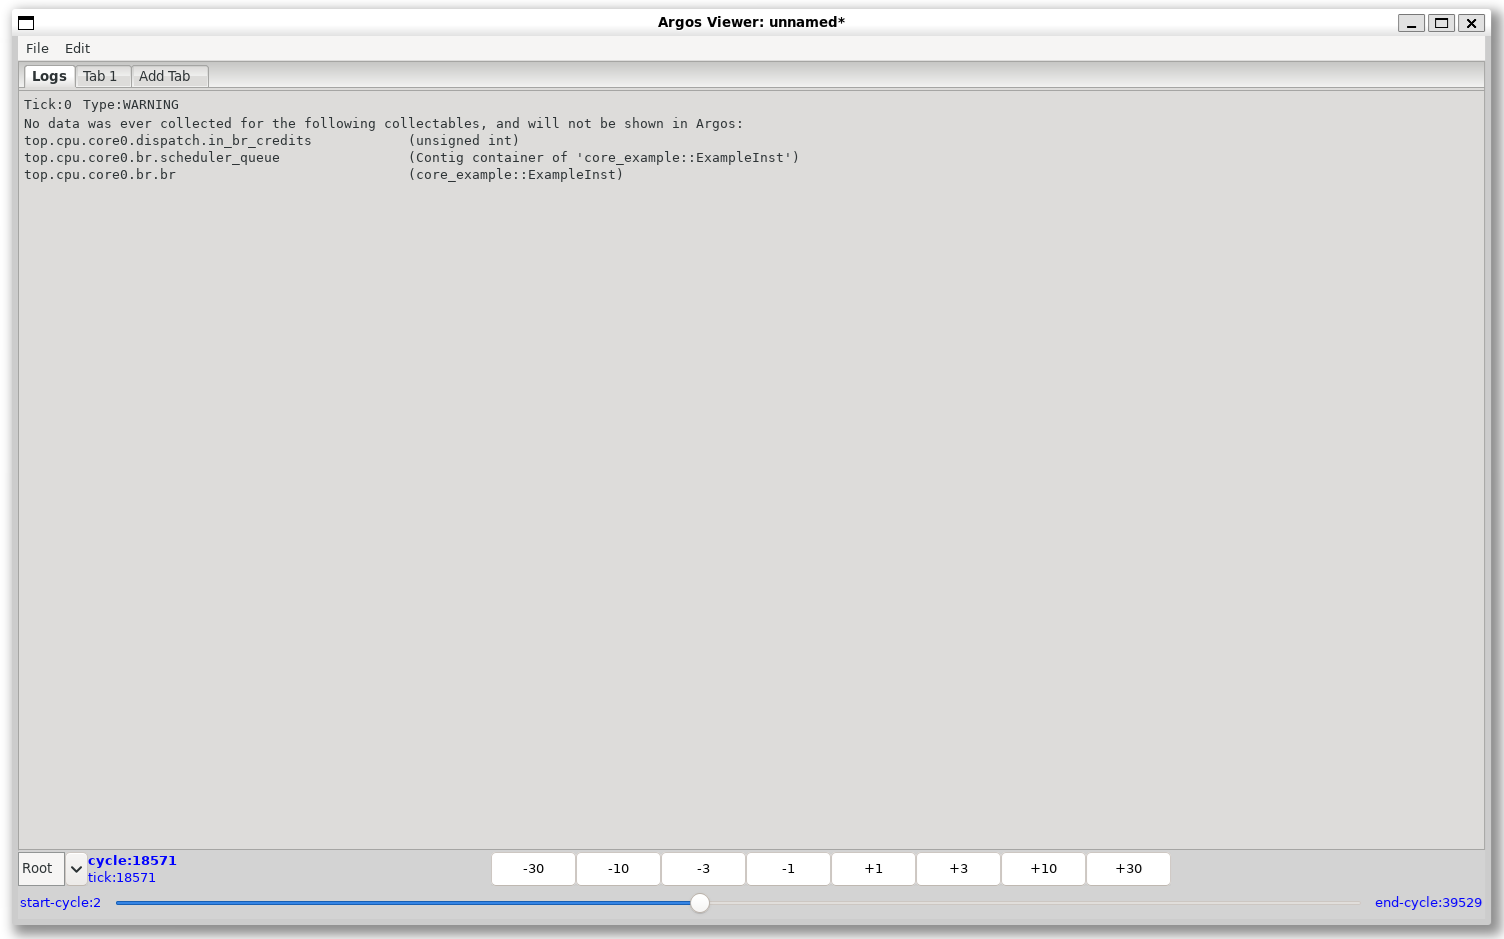 Argos Viewer: unnamed*
File Edit
Logs Tab 1 Add Tab
Tick:0 Type:WARNING
No data was ever collected for the following collectables, and will not be shown in Argos:
top.cpu.core0.dispatch.in_br_credits (unsigned int)
top.cpu.core0.br.scheduler_queue (Contig container of 'core_example::ExampleInst')
top.cpu.core0.br.br (core_example::ExampleInst)
Root cycle:18571 -30 -10 -3 -1 +1 +3 +10 +30
tick:18571
start-cycle:2 end-cycle:39529